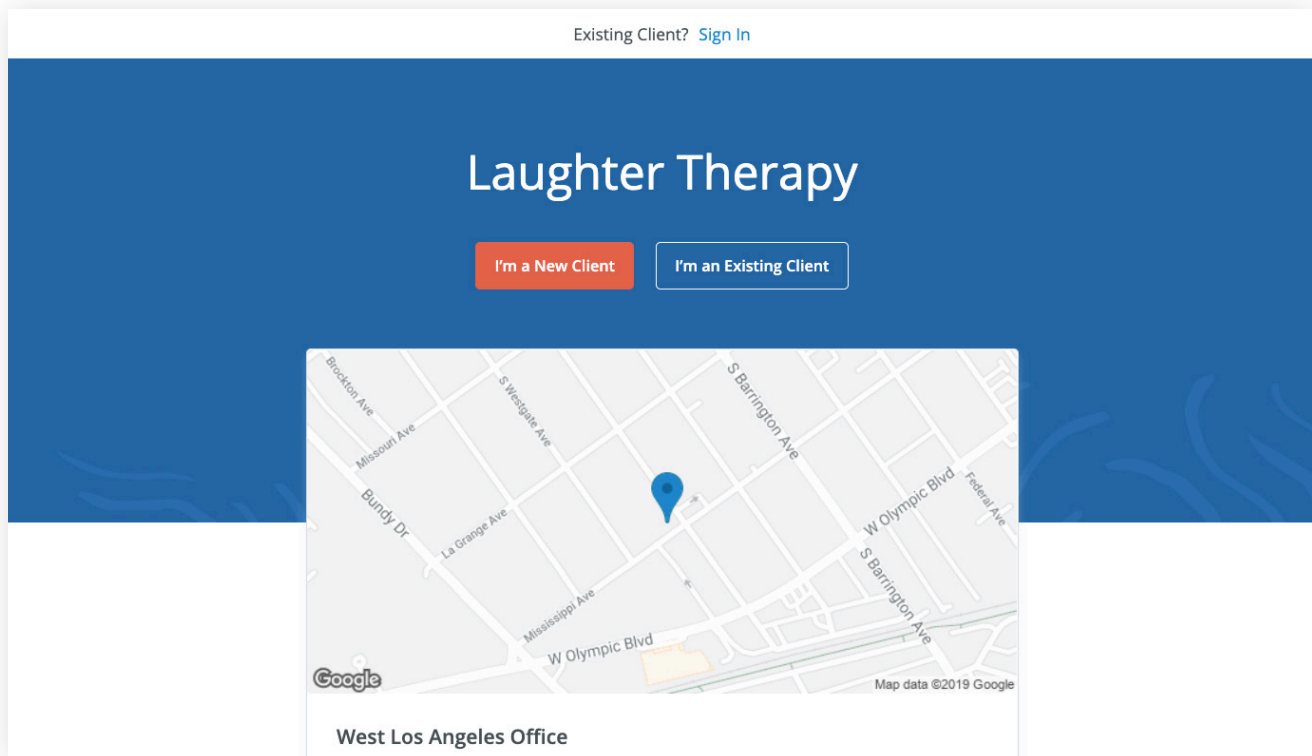 Existing Client? Sign In
Laughter Therapy
I'm a New Client
I'm an Existing Client
Brockton Ave
S Westgate Ave
S Barrington Ave
Missouri Ave
Bundy Dr
La Grange Ave
W Olympic Blvd
Federal Ave
S Barrington Ave
Mississippi Ave
W Olympic Blvd
Google
Map data ©2019 Google
West Los Angeles Office